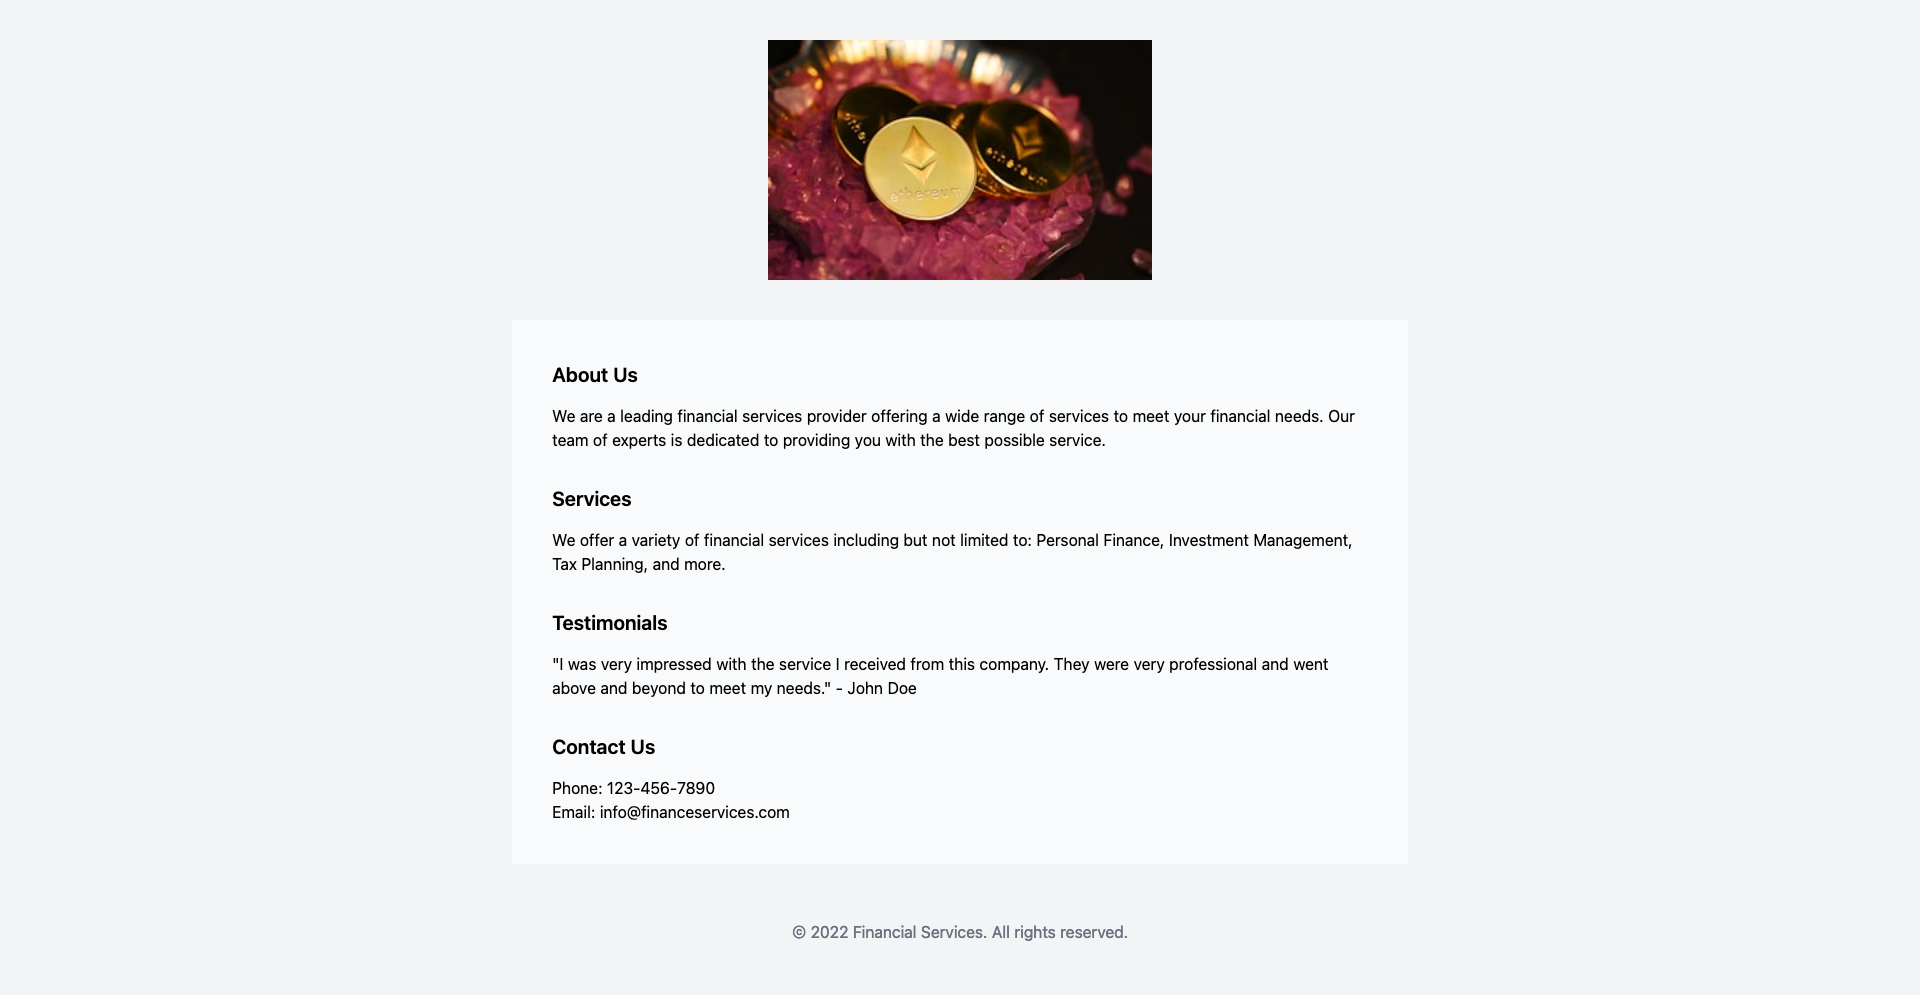 ethereum
ethereum
About Us
We are a leading financial services provider offering a wide range of services to meet your financial needs. Our
team of experts is dedicated to providing you with the best possible service.
Services
We offer a variety of financial services including but not limited to: Personal Finance, Investment Management,
Tax Planning, and more.
Testimonials
"I was very impressed with the service I received from this company. They were very professional and went
above and beyond to meet my needs." - John Doe
Contact Us
Phone: 123-456-7890
Email: info@financeservices.com
© 2022 Financial Services. All rights reserved.